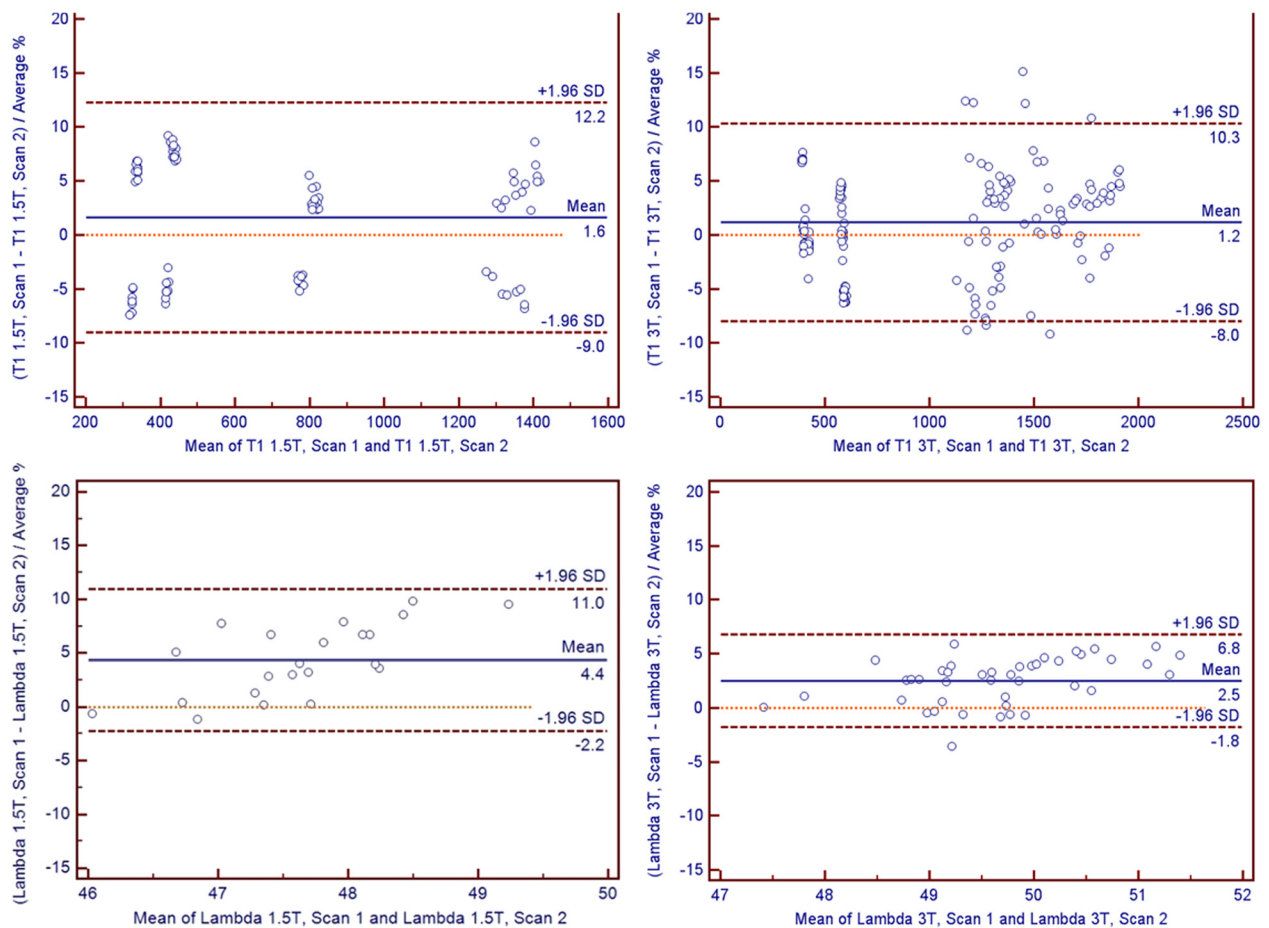 (T1 1.5T, Scan 1 - T1 1.5T, Scan 2) / Average %
20
15
10
5
0
-5
-10
-15
+1.96 SD
12.2
Mean
1.6
-1.96 SD
-9.0
200 400 600 800 1000 1200 1400 1600
Mean of T1 1.5T, Scan 1 and T1 1.5T, Scan 2
(T1 3T, Scan 1 - T1 3T, Scan 2) / Average %
20
15
10
5
0
-5
-10
-15
+1.96 SD
10.3
Mean
1.2
-1.96 SD
-8.0
0 500 1000 1500 2000 2500
Mean of T1 3T, Scan 1 and T1 3T, Scan 2
(Lambda 1.5T, Scan 1 - Lambda 1.5T, Scan 2) / Average %
20
15
10
5
0
-5
-10
-15
+1.96 SD
11.0
Mean
4.4
-1.96 SD
-2.2
46 47 48 49 50
Mean of Lambda 1.5T, Scan 1 and Lambda 1.5T, Scan 2
(Lambda 3T, Scan 1 - Lambda 3T, Scan 2) / Average %
20
15
10
5
0
-5
-10
-15
+1.96 SD
6.8
Mean
2.5
-1.96 SD
-1.8
47 48 49 50 51 52
Mean of Lambda 3T, Scan 1 and Lambda 3T, Scan 2